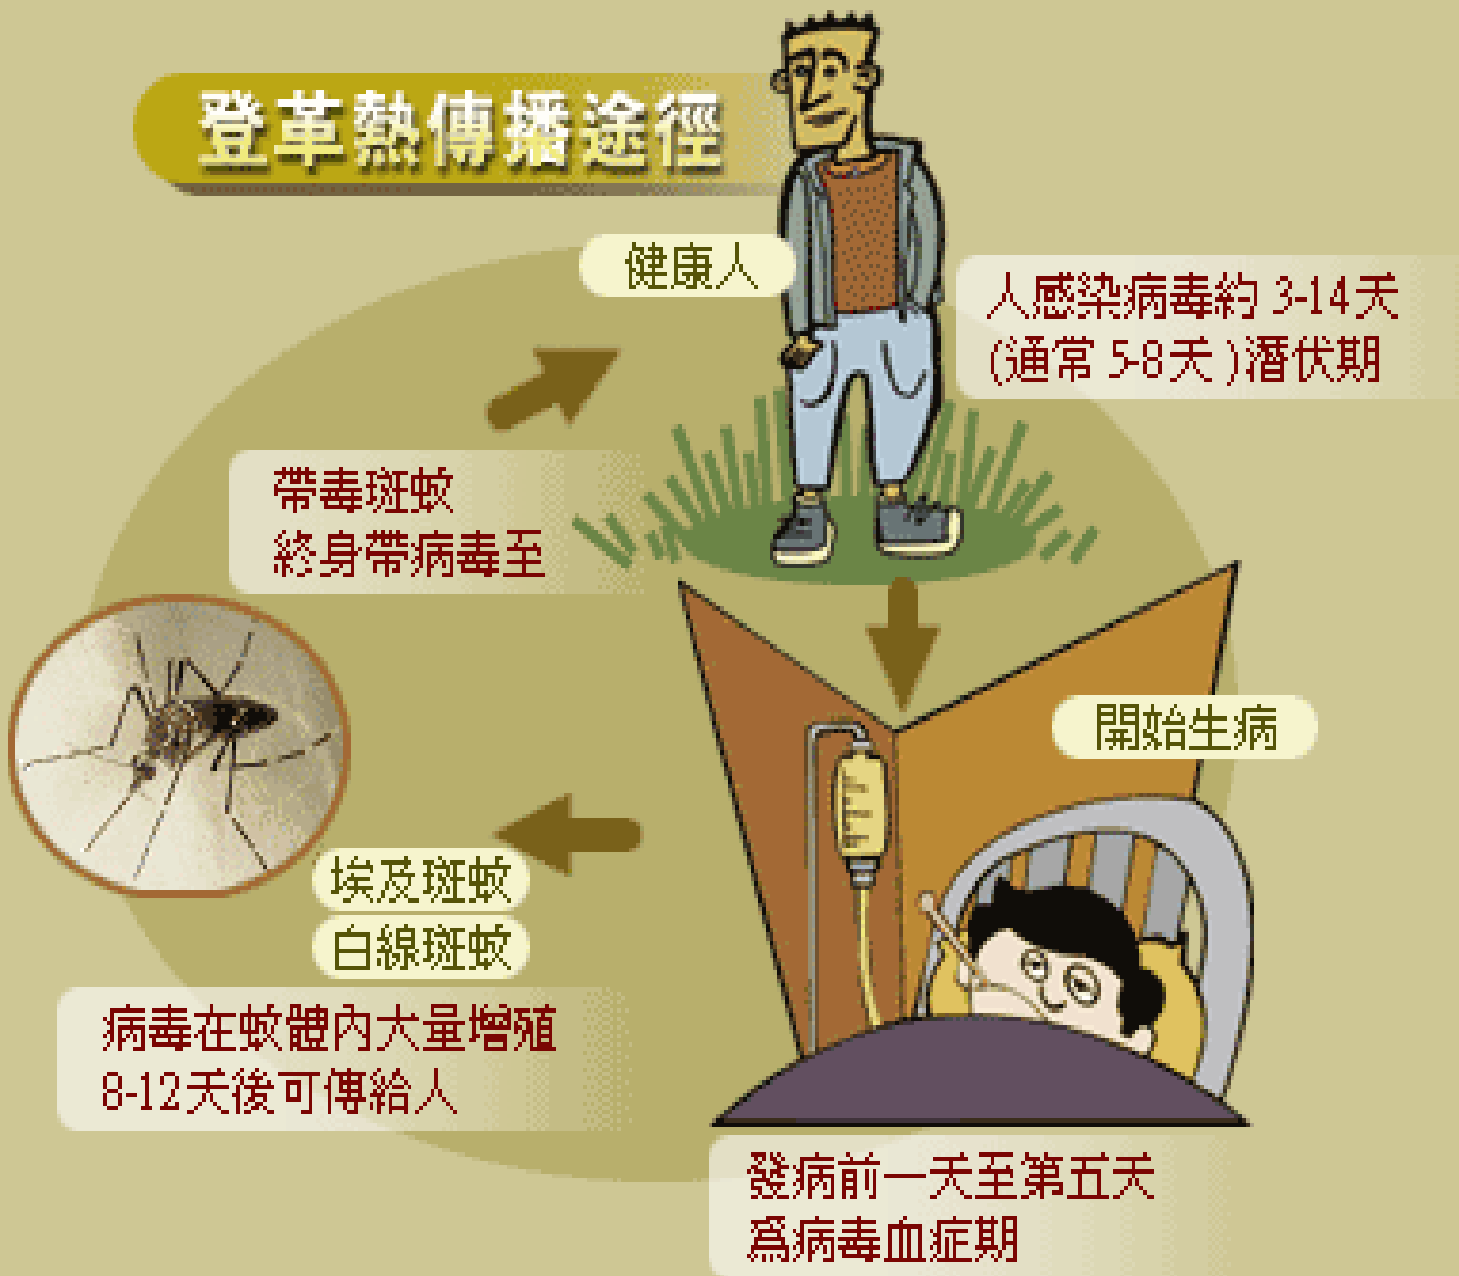 登革熱傳播途徑
健康人
人感染病毒約 3-14天
(通常 5-8天 )潛伏期
帶毒斑蚊
終身帶病毒至
開始生病
埃及斑蚊
白線斑蚊
病毒在蚊體內大量增殖
8-12天後可傳給人
發病前一天至第五天
爲病毒血症期